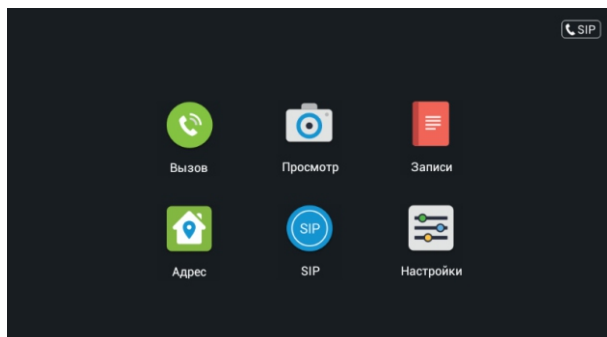 SIP
Вызов
Просмотр
Записи
SIP
Адрес
SIP
Настройки